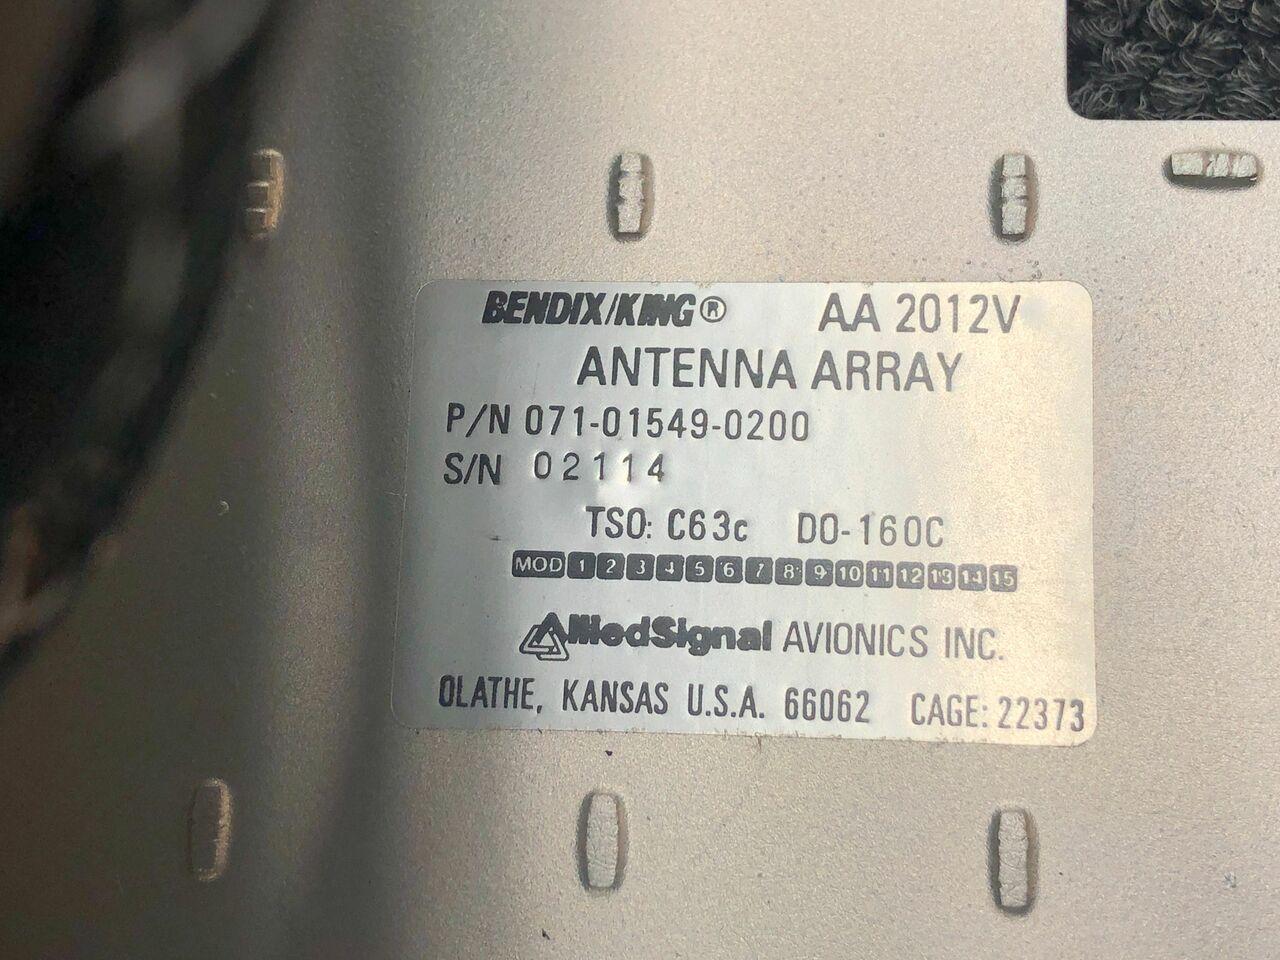 BENDIX/KING® AA 2012V
ANTENNA ARRAY
P/N 071-01549-0200
S/N 02114
TSO: C63c DO-160C
MOD 1 2 3 4 5 6 7 8 9 10 11 12 13 14 15
AlliedSignal AVIONICS INC.
OLATHE, KANSAS U.S.A. 66062 CAGE: 22373